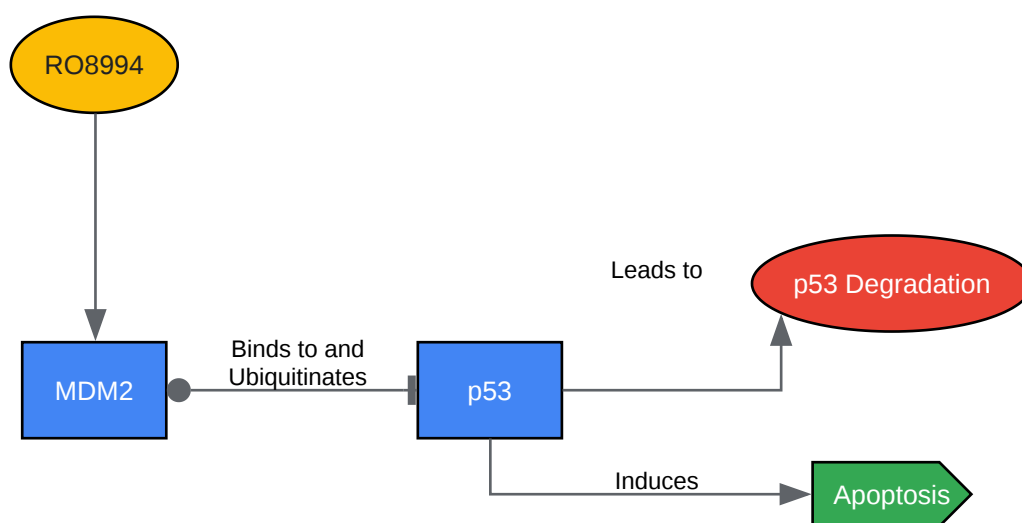 RO8994
Leads to
p53 Degradation
Binds to and
Ubiquitinates
MDM2
p53
Induces
Apoptosis